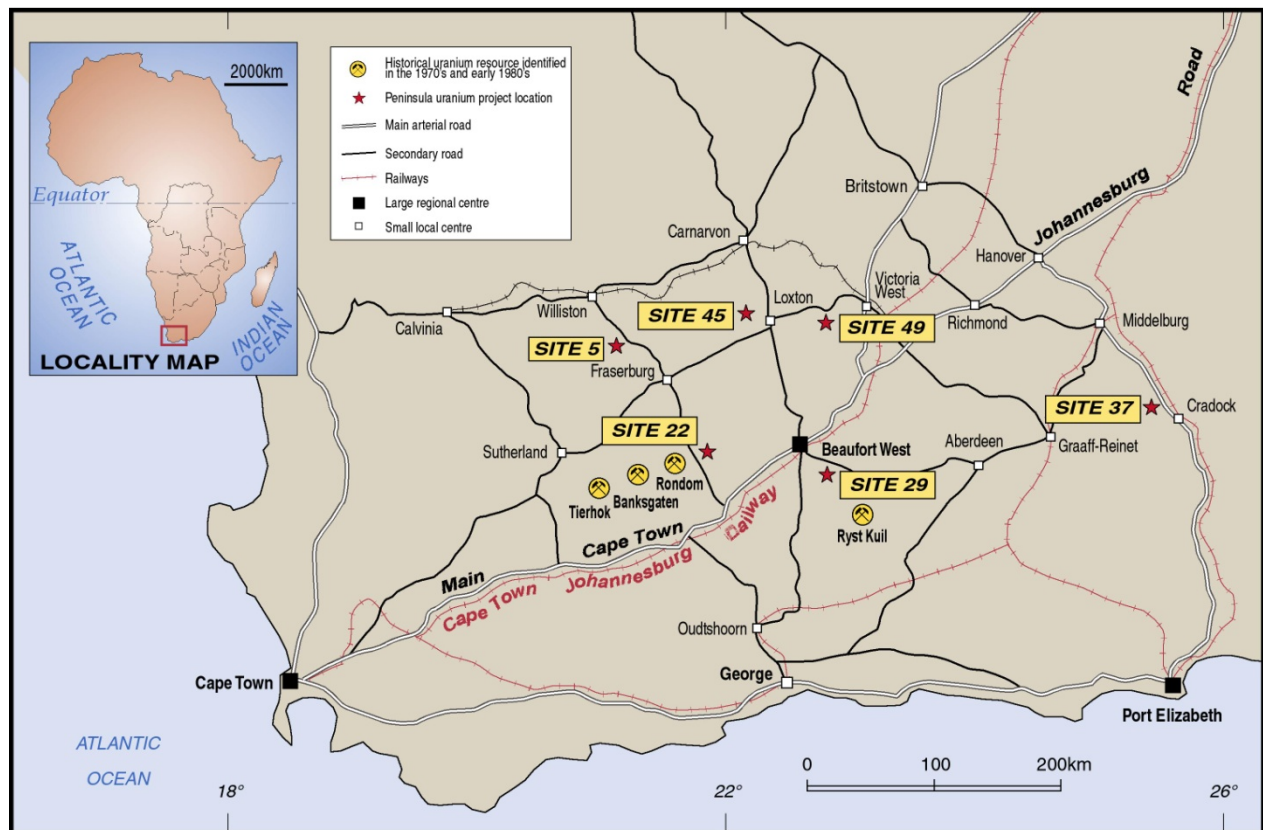 2000km
Equator
ATLANTIC
OCEAN
INDIAN
OCEAN
LOCALITY MAP
Historical uranium resource identified
in the 1970's and early 1980's
Peninsula uranium project location
Main arterial road
Secondary road
Railways
Large regional centre
Small local centre
Road
Johannesburg
Britstown
Carnarvon
Hanover
Victoria
West
Williston
Loxton
Calvinia
SITE 45
SITE 49
Richmond
Middelburg
SITE 5
Fraserburg
SITE 37
Cradock
SITE 22
Sutherland
Beaufort West
Aberdeen
Graaff-Reinet
Rondom
Banksgaten
Tierhok
SITE 29
Ryst Kuil
Main
Cape Town
Cape Town
Johannesburg
Railway
Oudtshoorn
George
Cape Town
Port Elizabeth
ATLANTIC
OCEAN
0
100
200km
18°
22°
26°